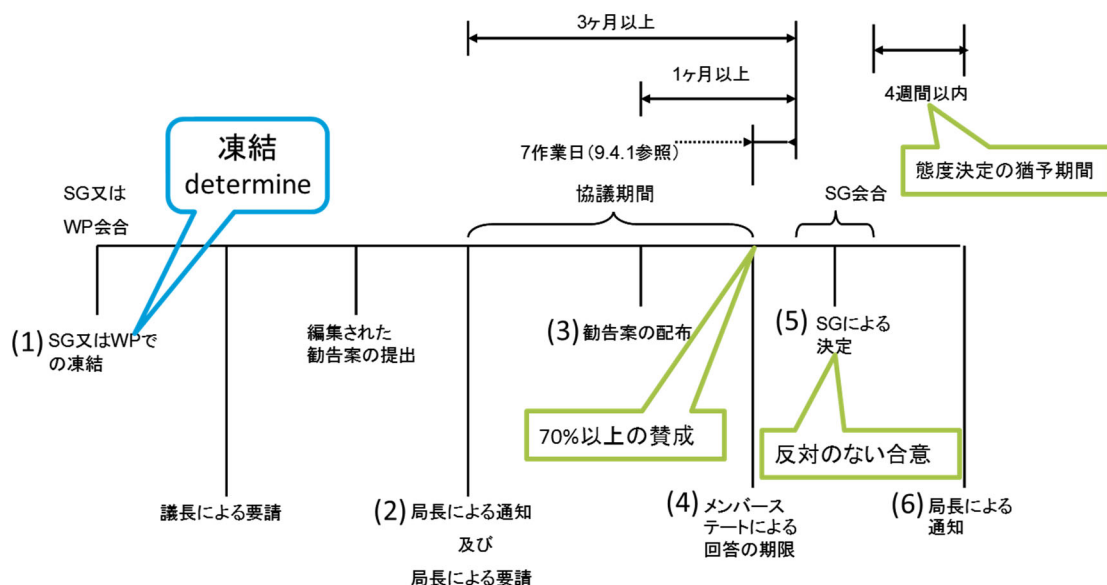 3ヶ月以上
1ヶ月以上
4週間以内
7作業日(9.4.1参照)
凍結
determine
態度決定の猶予期間
SG又は
WP会合
協議期間
SG会合
(1) SG又はWPで
の凍結
編集された
勧告案の提出
(3) 勧告案の配布
(5) SGによる
決定
70%以上の賛成
反対のない合意
議長による要請
(2) 局長による通知
及び
局長による要請
(4) メンバース
テートによる
回答の期限
(6) 局長による
通知